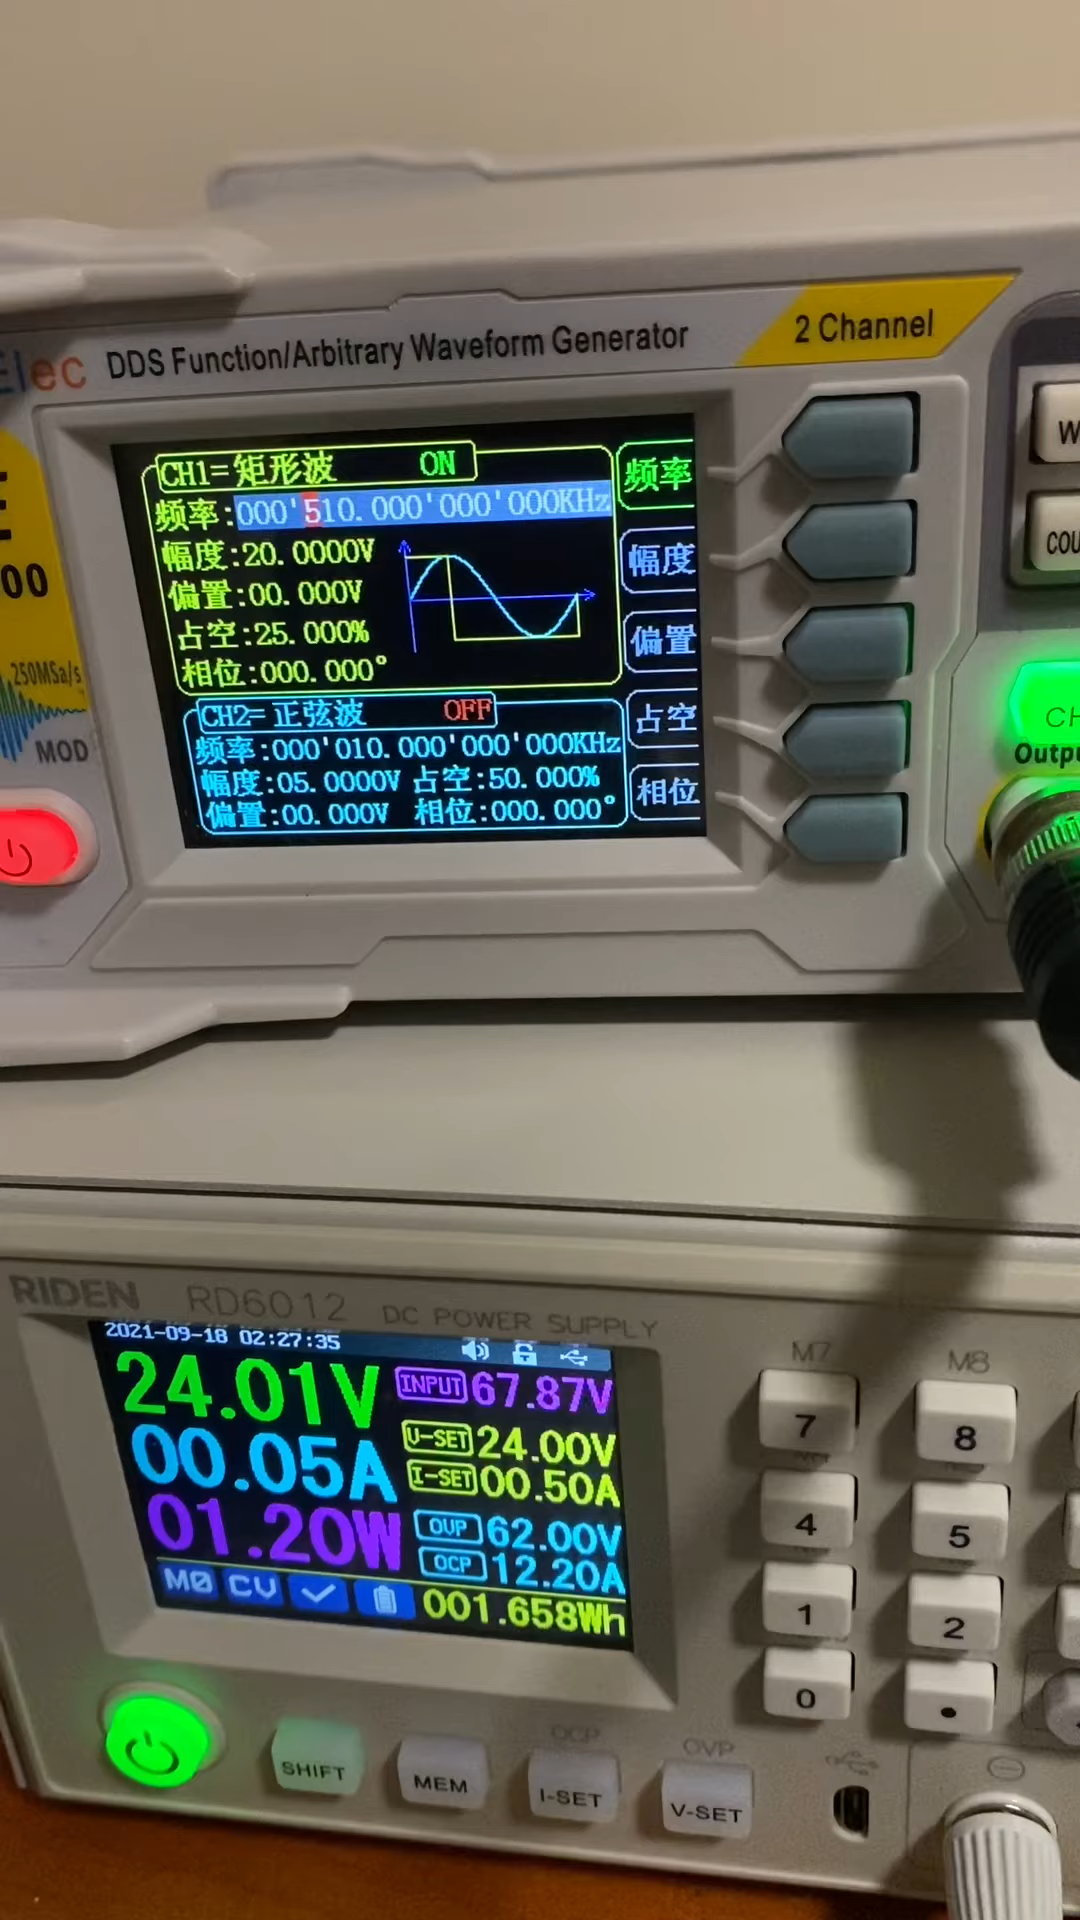 Elec DDS Function/Arbitrary Waveform Generator 2 Channel
CH1=矩形波 ON
频率:000'510.000'000'000KHz
幅度:20.0000V
偏置:00.000V
占空:25.000%
相位:000.000°
频率
幅度
偏置
占空
相位
CH2=正弦波 OFF
频率:000'010.000'000'000KHz
幅度:05.0000V 占空:50.000%
偏置:00.000V 相位:000.000°
00
250MSa/s
MOD
W
COU
CH
Outpu
RIDEN RD6012 DC POWER SUPPLY
2021-09-18 02:27:35
24.01V
00.05A
01.20W
INPUT 67.87V
V-SET 24.00V
I-SET 00.50A
OVP 62.00V
OCP 12.20A
M0 CV 001.658Wh
M7 M8
7 8
4 5
1 2
0 .
OCP OVP
SHIFT MEM I-SET V-SET